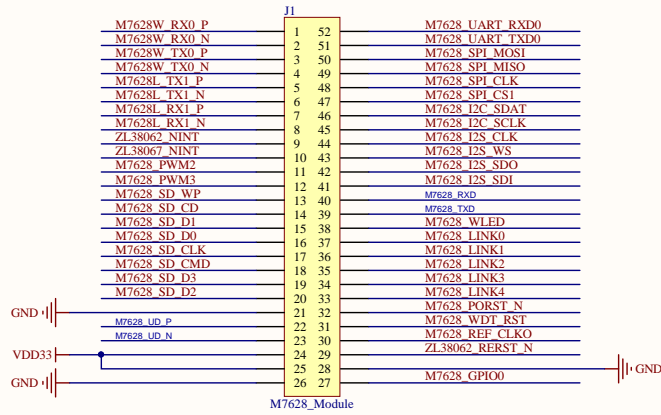 J1
M7628W_RX0_P 1 52 M7628_UART_RXD0
M7628W_RX0_N 2 51 M7628_UART_TXD0
M7628W_TX0_P 3 50 M7628_SPI_MOSI
M7628W_TX0_N 4 49 M7628_SPI_MISO
M7628L_TX1_P 5 48 M7628_SPI_CLK
M7628L_TX1_N 6 47 M7628_SPI_CS1
M7628L_RX1_P 7 46 M7628_I2C_SDAT
M7628L_RX1_N 8 45 M7628_I2C_SCLK
ZL38062_NINT 9 44 M7628_I2S_CLK
ZL38067_NINT 10 43 M7628_I2S_WS
M7628_PWM2 11 42 M7628_I2S_SDO
M7628_PWM3 12 41 M7628_I2S_SDI
M7628_SD_WP 13 40 M7628_RXD
M7628_SD_CD 14 39 M7628_TXD
M7628_SD_D1 15 38 M7628_WLED
M7628_SD_D0 16 37 M7628_LINK0
M7628_SD_CLK 17 36 M7628_LINK1
M7628_SD_CMD 18 35 M7628_LINK2
M7628_SD_D3 19 34 M7628_LINK3
M7628_SD_D2 20 33 M7628_LINK4
GND 21 32 M7628_PORST_N
M7628_UD_P 22 31 M7628_WDT_RST
M7628_UD_N 23 30 M7628_REF_CLKO
VDD33 24 29 ZL38062_RERST_N
25 28 GND
GND 26 27 M7628_GPIO0
M7628_Module